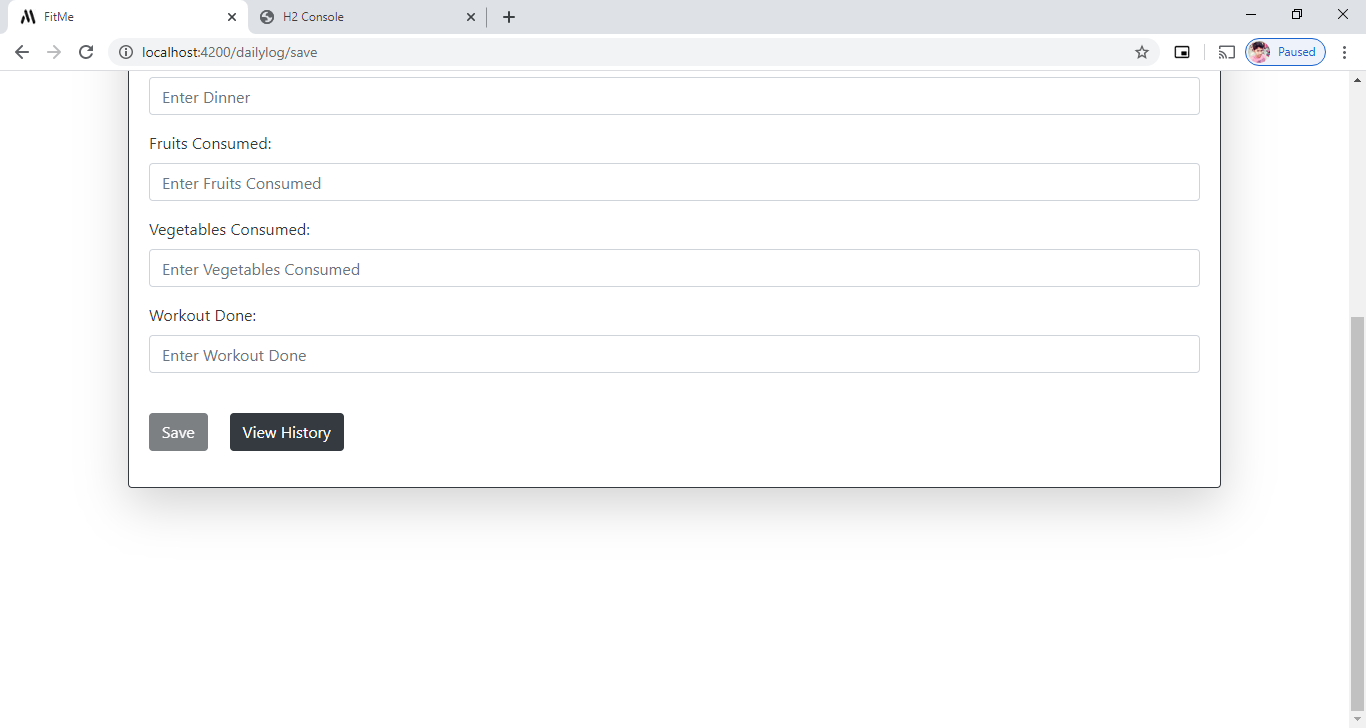 FitMe
H2 Console
localhost:4200/dailylog/save
Paused
Enter Dinner
Fruits Consumed:
Enter Fruits Consumed
Vegetables Consumed:
Enter Vegetables Consumed
Workout Done:
Enter Workout Done
Save
View History